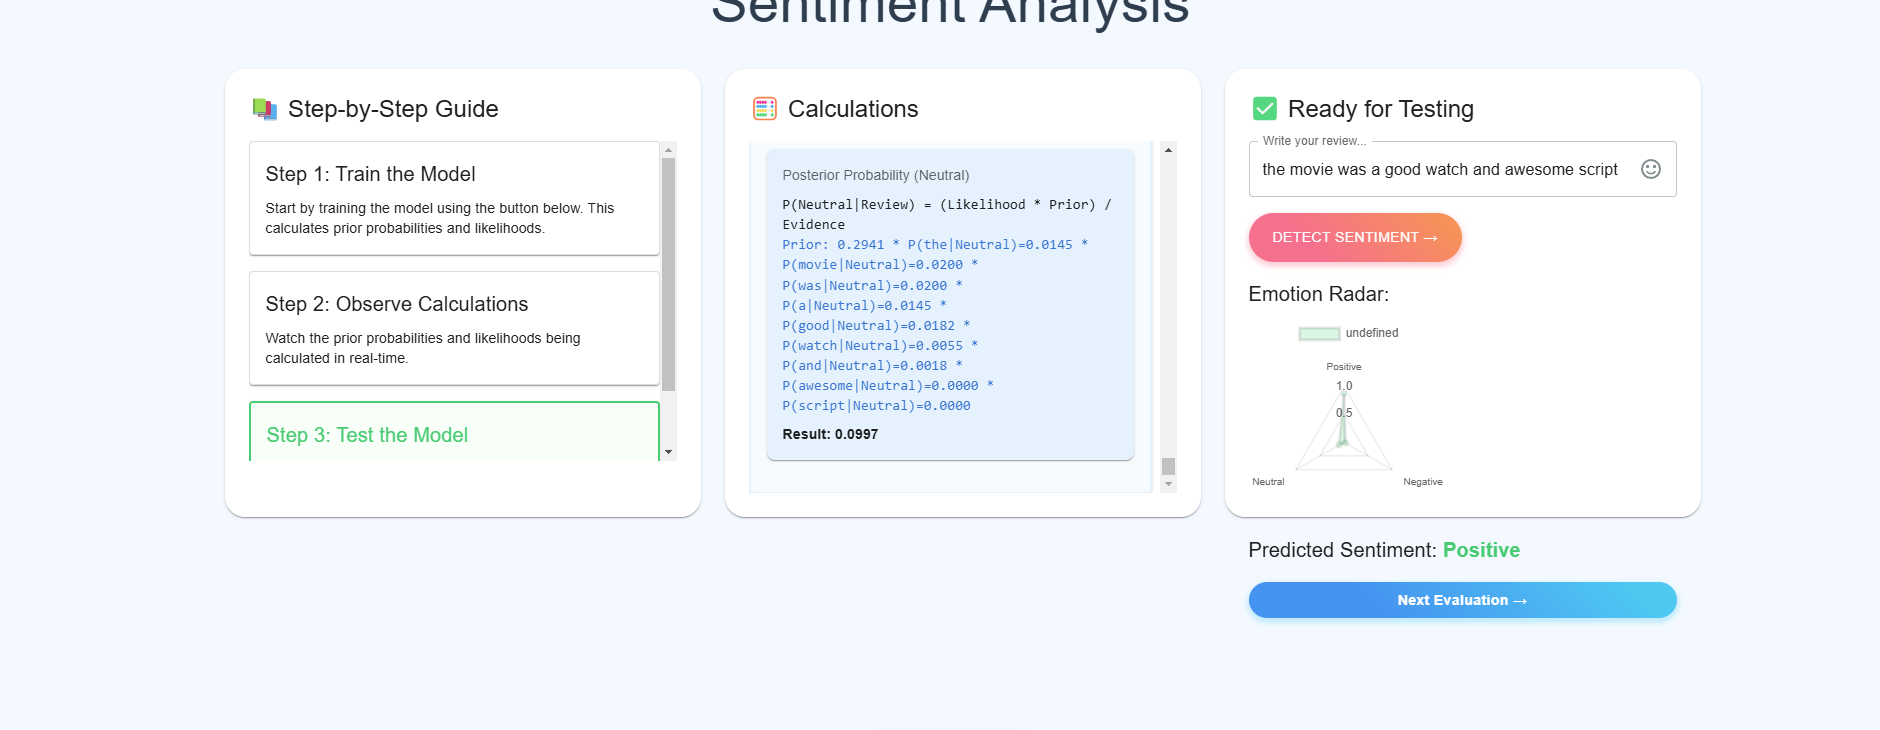 Sentiment Analysis
Step-by-Step Guide
Step 1: Train the Model
Start by training the model using the button below. This
calculates prior probabilities and likelihoods.
Step 2: Observe Calculations
Watch the prior probabilities and likelihoods being
calculated in real-time.
Step 3: Test the Model
Calculations
Posterior Probability (Neutral)
P(Neutral|Review) = (Likelihood * Prior) /
Evidence
Prior: 0.2941 * P(the|Neutral)=0.0145 *
P(movie|Neutral)=0.0200 *
P(was|Neutral)=0.0200 *
P(a|Neutral)=0.0145 *
P(good|Neutral)=0.0182 *
P(watch|Neutral)=0.0055 *
P(and|Neutral)=0.0018 *
P(awesome|Neutral)=0.0000 *
P(script|Neutral)=0.0000
Result: 0.0997
Ready for Testing
Write your review...
the movie was a good watch and awesome script
DETECT SENTIMENT →
Emotion Radar:
undefined
Positive
1.0
0.5
Neutral
Negative
Predicted Sentiment: Positive
Next Evaluation →